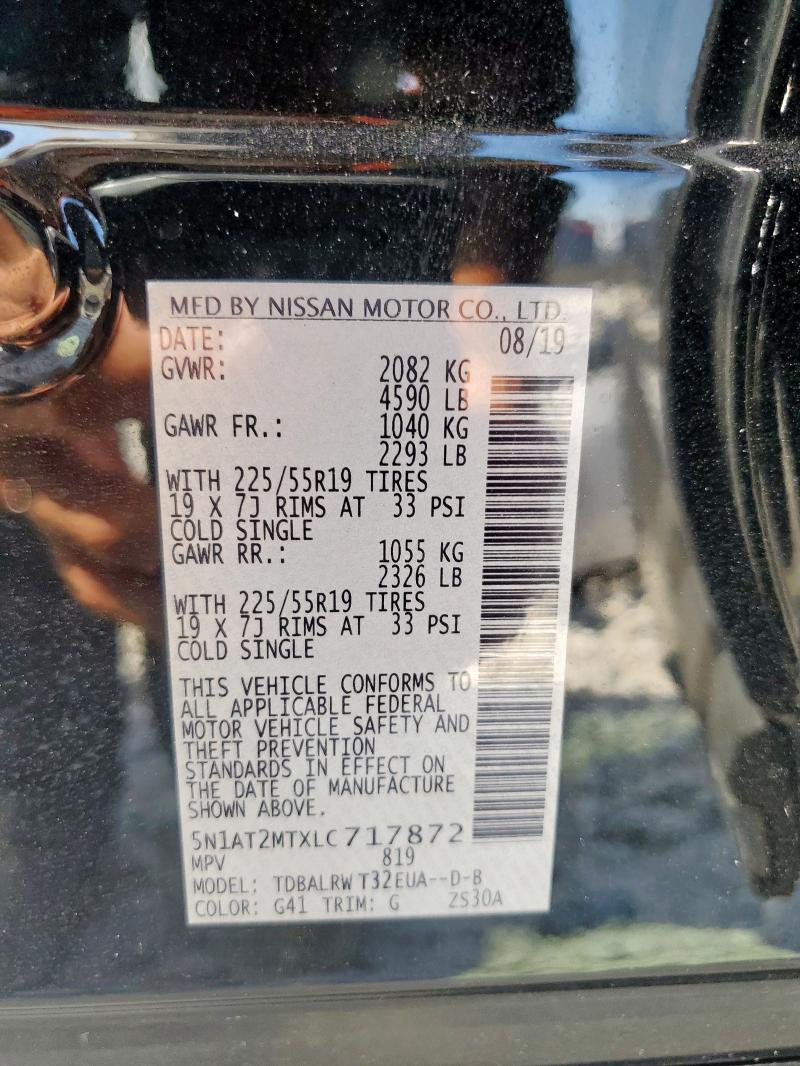 MFD BY NISSAN MOTOR CO., LTD.
DATE: 08/19
GVWR: 2082 KG
4590 LB
GAWR FR.: 1040 KG
2293 LB
WITH 225/55R19 TIRES
19 X 7J RIMS AT 33 PSI
COLD SINGLE
GAWR RR.: 1055 KG
2326 LB
WITH 225/55R19 TIRES
19 X 7J RIMS AT 33 PSI
COLD SINGLE
THIS VEHICLE CONFORMS TO
ALL APPLICABLE FEDERAL
MOTOR VEHICLE SAFETY AND
THEFT PREVENTION
STANDARDS IN EFFECT ON
THE DATE OF MANUFACTURE
SHOWN ABOVE.
5N1AT2MTXLC717872
MPV 819
MODEL: TDBALRW T32EUA--D-B
COLOR: G41 TRIM: G ZS30A